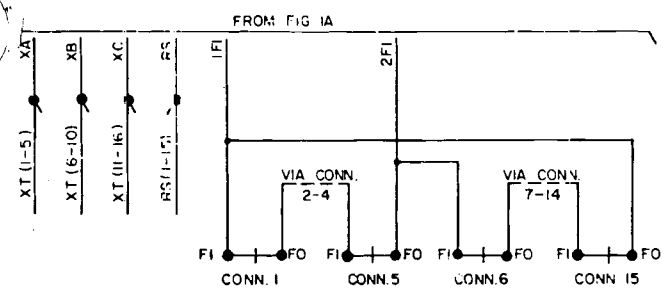 FROM FIG 1A
XA
XB
XC
RS
1F1
2F1
XT (1-5)
XT (6-10)
XT (11-16)
RS (1-15)
VIA CONN.
2-4
VIA CONN.
7-14
FI
FO
FI
FO
FI
FO
FI
FO
CONN. 1
CONN. 5
CONN. 6
CONN 15